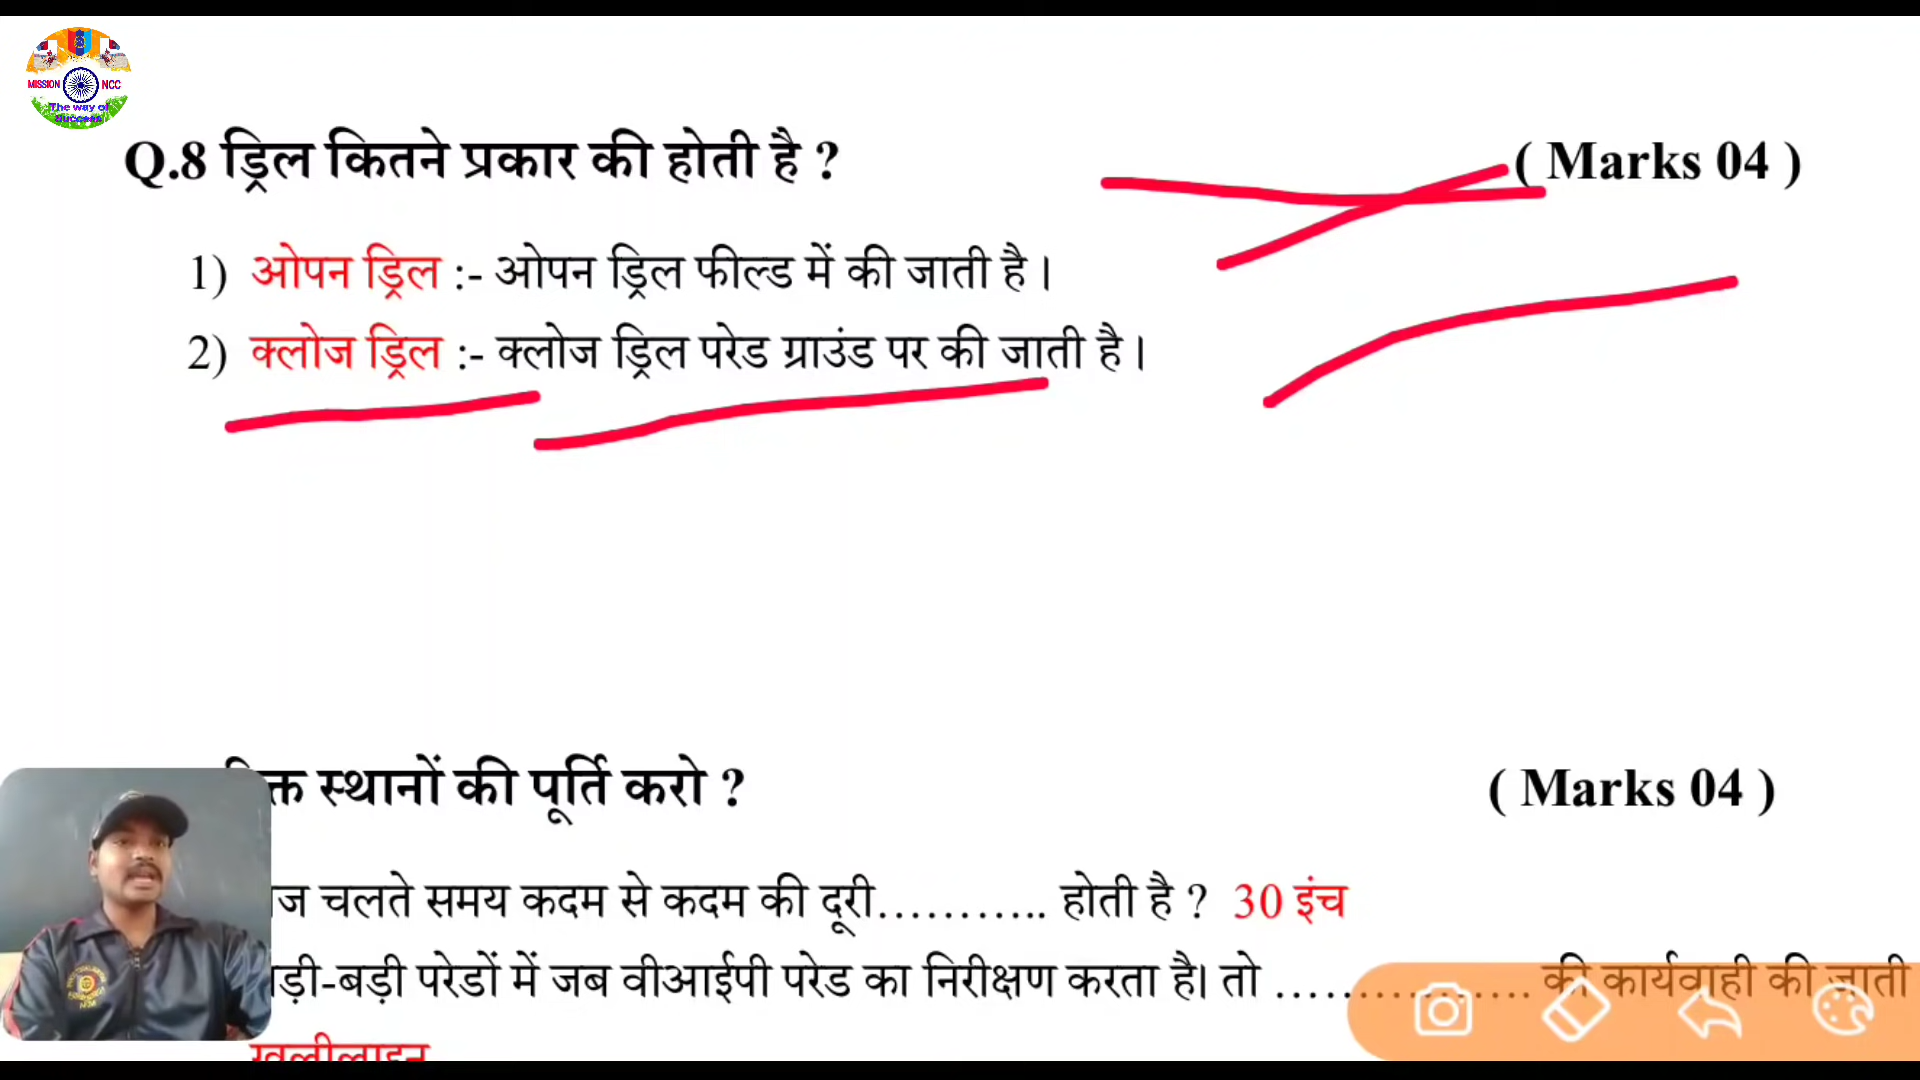 MISSION NCC
The way of
Success
Q.8 ड्रिल कितने प्रकार की होती है ? ( Marks 04 )
1) ओपन ड्रिल :- ओपन ड्रिल फील्ड में की जाती है।
2) क्लोज ड्रिल :- क्लोज ड्रिल परेड ग्राउंड पर की जाती है।
स्थानों की पूर्ति करो ? ( Marks 04 )
चलते समय कदम से कदम की दूरी……….. होती है ? 30 इंच
परेडों में जब वीआईपी परेड का निरीक्षण करता है। तो ……………. की कार्यवाही की जाती